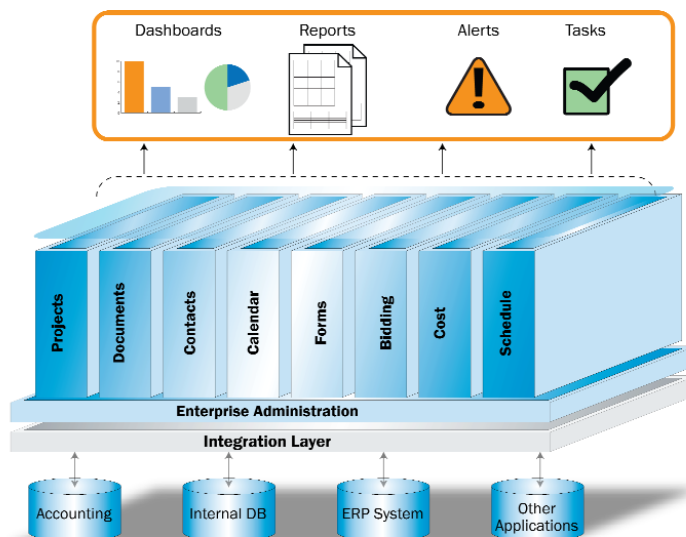 Dashboards
Reports
Alerts
Tasks
Projects
Documents
Contacts
Calendar
Forms
Bidding
Cost
Schedule
Enterprise Administration
Integration Layer
Accounting
Internal DB
ERP System
Other
Applications